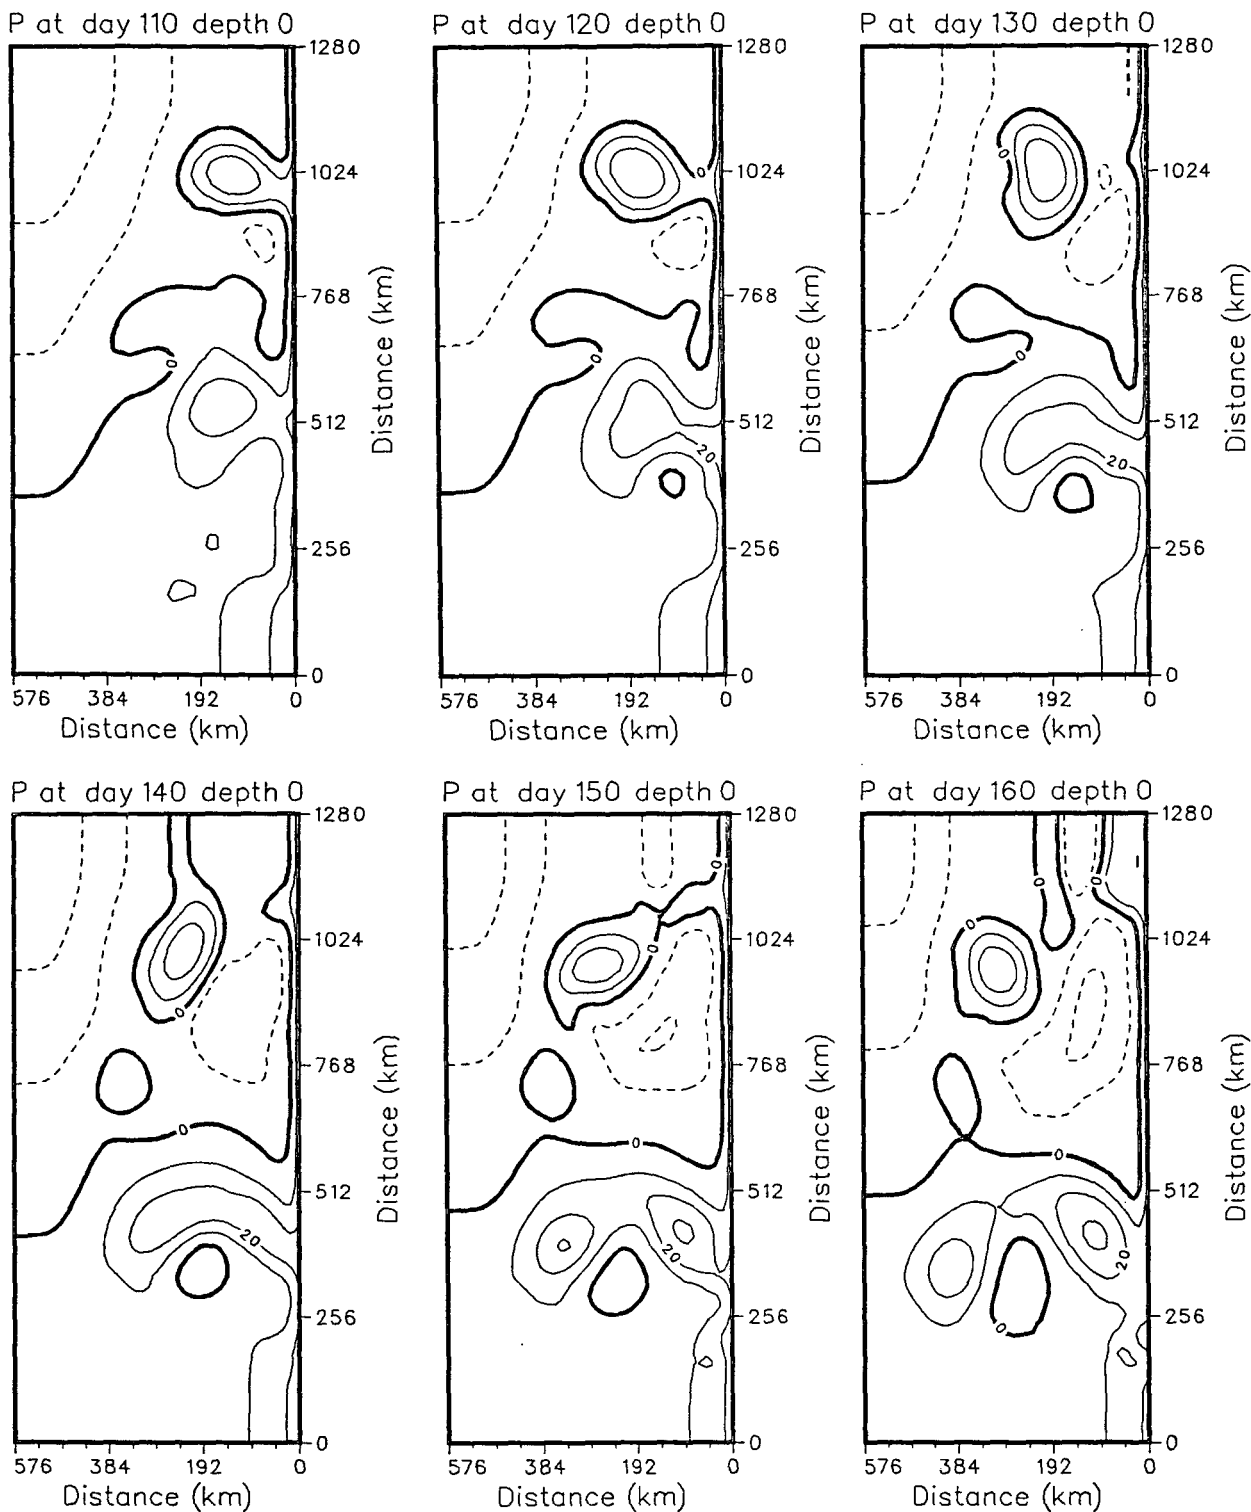 P at day 110 depth 0
1280
1024
768
512
256
0
0
576 384 192 0
Distance (km)
Distance (km)
P at day 120 depth 0
1280
0
1024
768
0
512
20
256
0
576 384 192 0
Distance (km)
Distance (km)
P at day 130 depth 0
1280
0
1024
768
0
512
20
256
0
576 384 192 0
Distance (km)
Distance (km)
P at day 140 depth 0
1280
1024
0
768
0
512
20
256
0
576 384 192 0
Distance (km)
Distance (km)
P at day 150 depth 0
1280
0
1024
0
768
0
512
20
256
0
576 384 192 0
Distance (km)
Distance (km)
P at day 160 depth 0
1280
0
0
0
1024
768
0
512
20
256
0
0
576 384 192 0
Distance (km)
Distance (km)